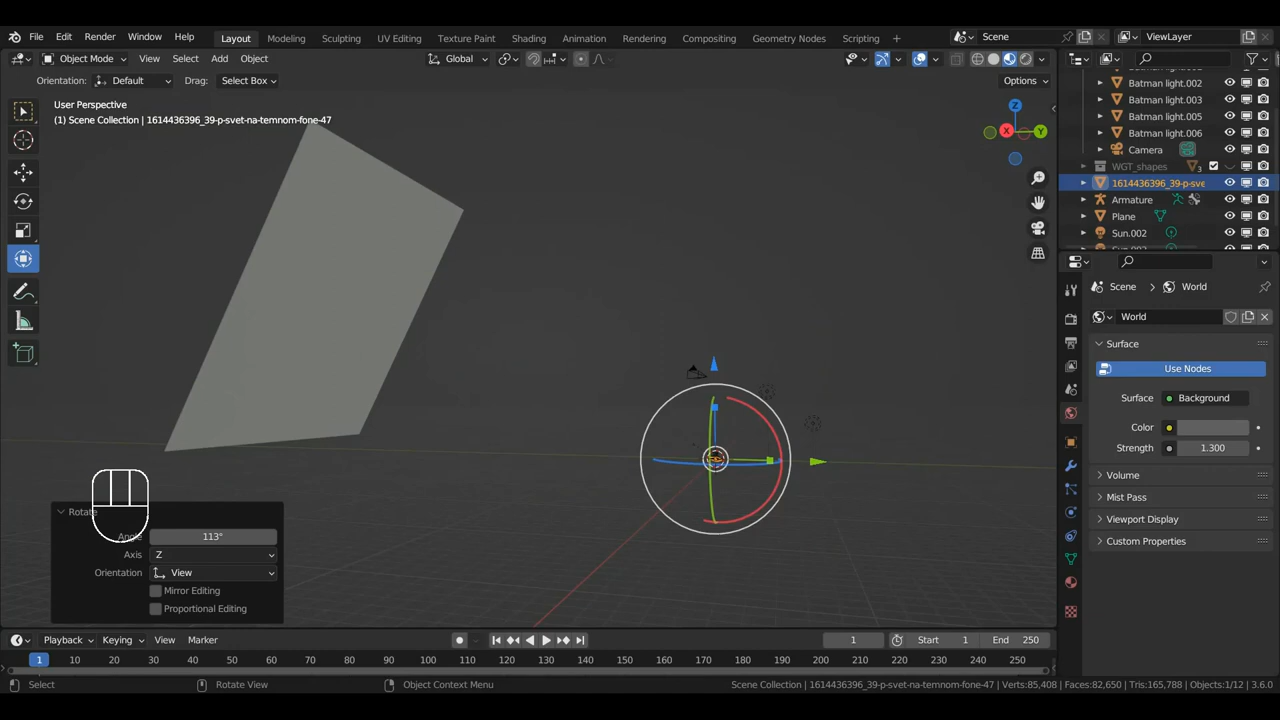 File Edit Render Window Help Layout Modeling Sculpting UV Editing Texture Paint Shading Animation Rendering Compositing Geometry Nodes Scripting + Scene ViewLayer
Object Mode View Select Add Object Global
Orientation: Default Drag: Select Box Options
User Perspective
(1) Scene Collection | 1614436396_39-p-svet-na-temnom-fone-47
Z
X
Y
Batman light.002
Batman light.003
Batman light.005
Batman light.006
Camera
WGT_shapes 3
1614436396_39-p-sve
Armature
Plane
Sun.002
Scene > World
World
Surface
Use Nodes
Surface Background
Color
Strength 1.300
Volume
Mist Pass
Viewport Display
Custom Properties
Rotate
Angle 113°
Axis Z
Orientation View
Mirror Editing
Proportional Editing
Playback Keying View Marker 1 Start 1 End 250
1 10 20 30 40 50 60 70 80 90 100 110 120 130 140 150 160 170 180 190 200 210 220 230 240 250
Select Rotate View Object Context Menu Scene Collection | 1614436396_39-p-svet-na-temnom-fone-47 | Verts:85,408 | Faces:82,650 | Tris:165,788 | Objects:1/12 | 3.6.0